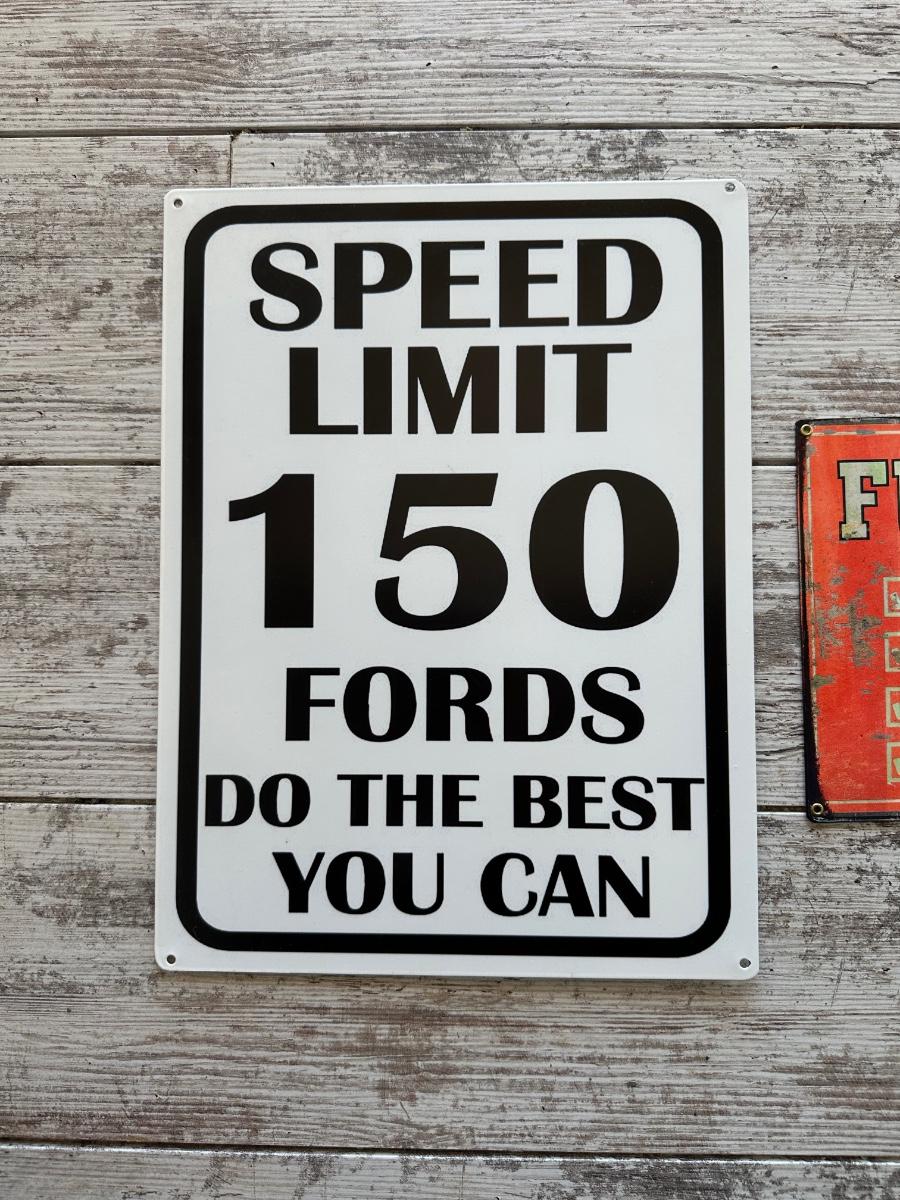 SPEED
LIMIT
150
FORDS
DO THE BEST
YOU CAN